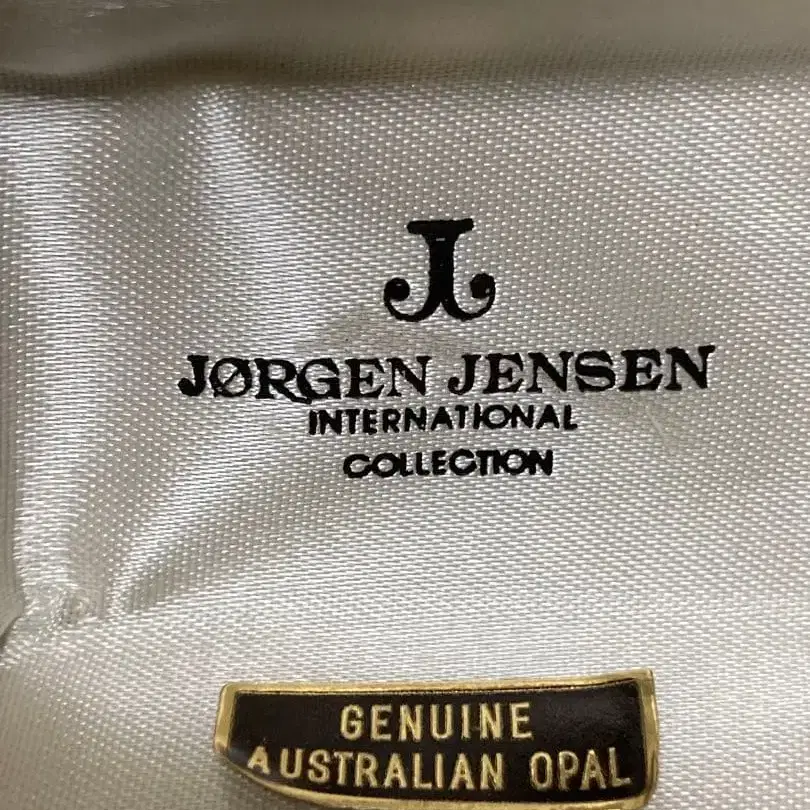 JØRGEN JENSEN
INTERNATIONAL
COLLECTION
GENUINE
AUSTRALIAN OPAL